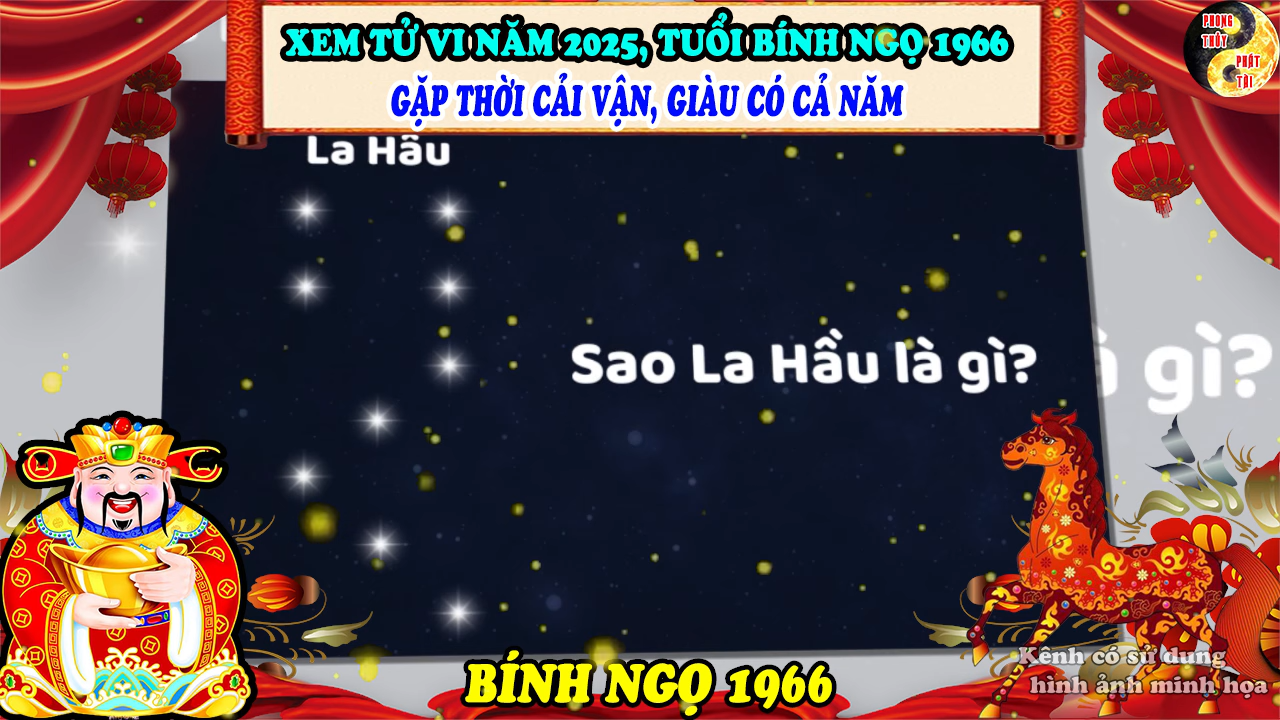 XEM TỬ VI NĂM 2025, TUỔI BÍNH NGỌ 1966
GẶP THỜI CẢI VẬN, GIÀU CÓ CẢ NĂM
PHONG
THỦY
PHÁT
TÀI
La Hầu
Sao La Hầu là gì?
gì?
BÍNH NGỌ 1966
Kênh có sử dụng
hình ảnh minh họa